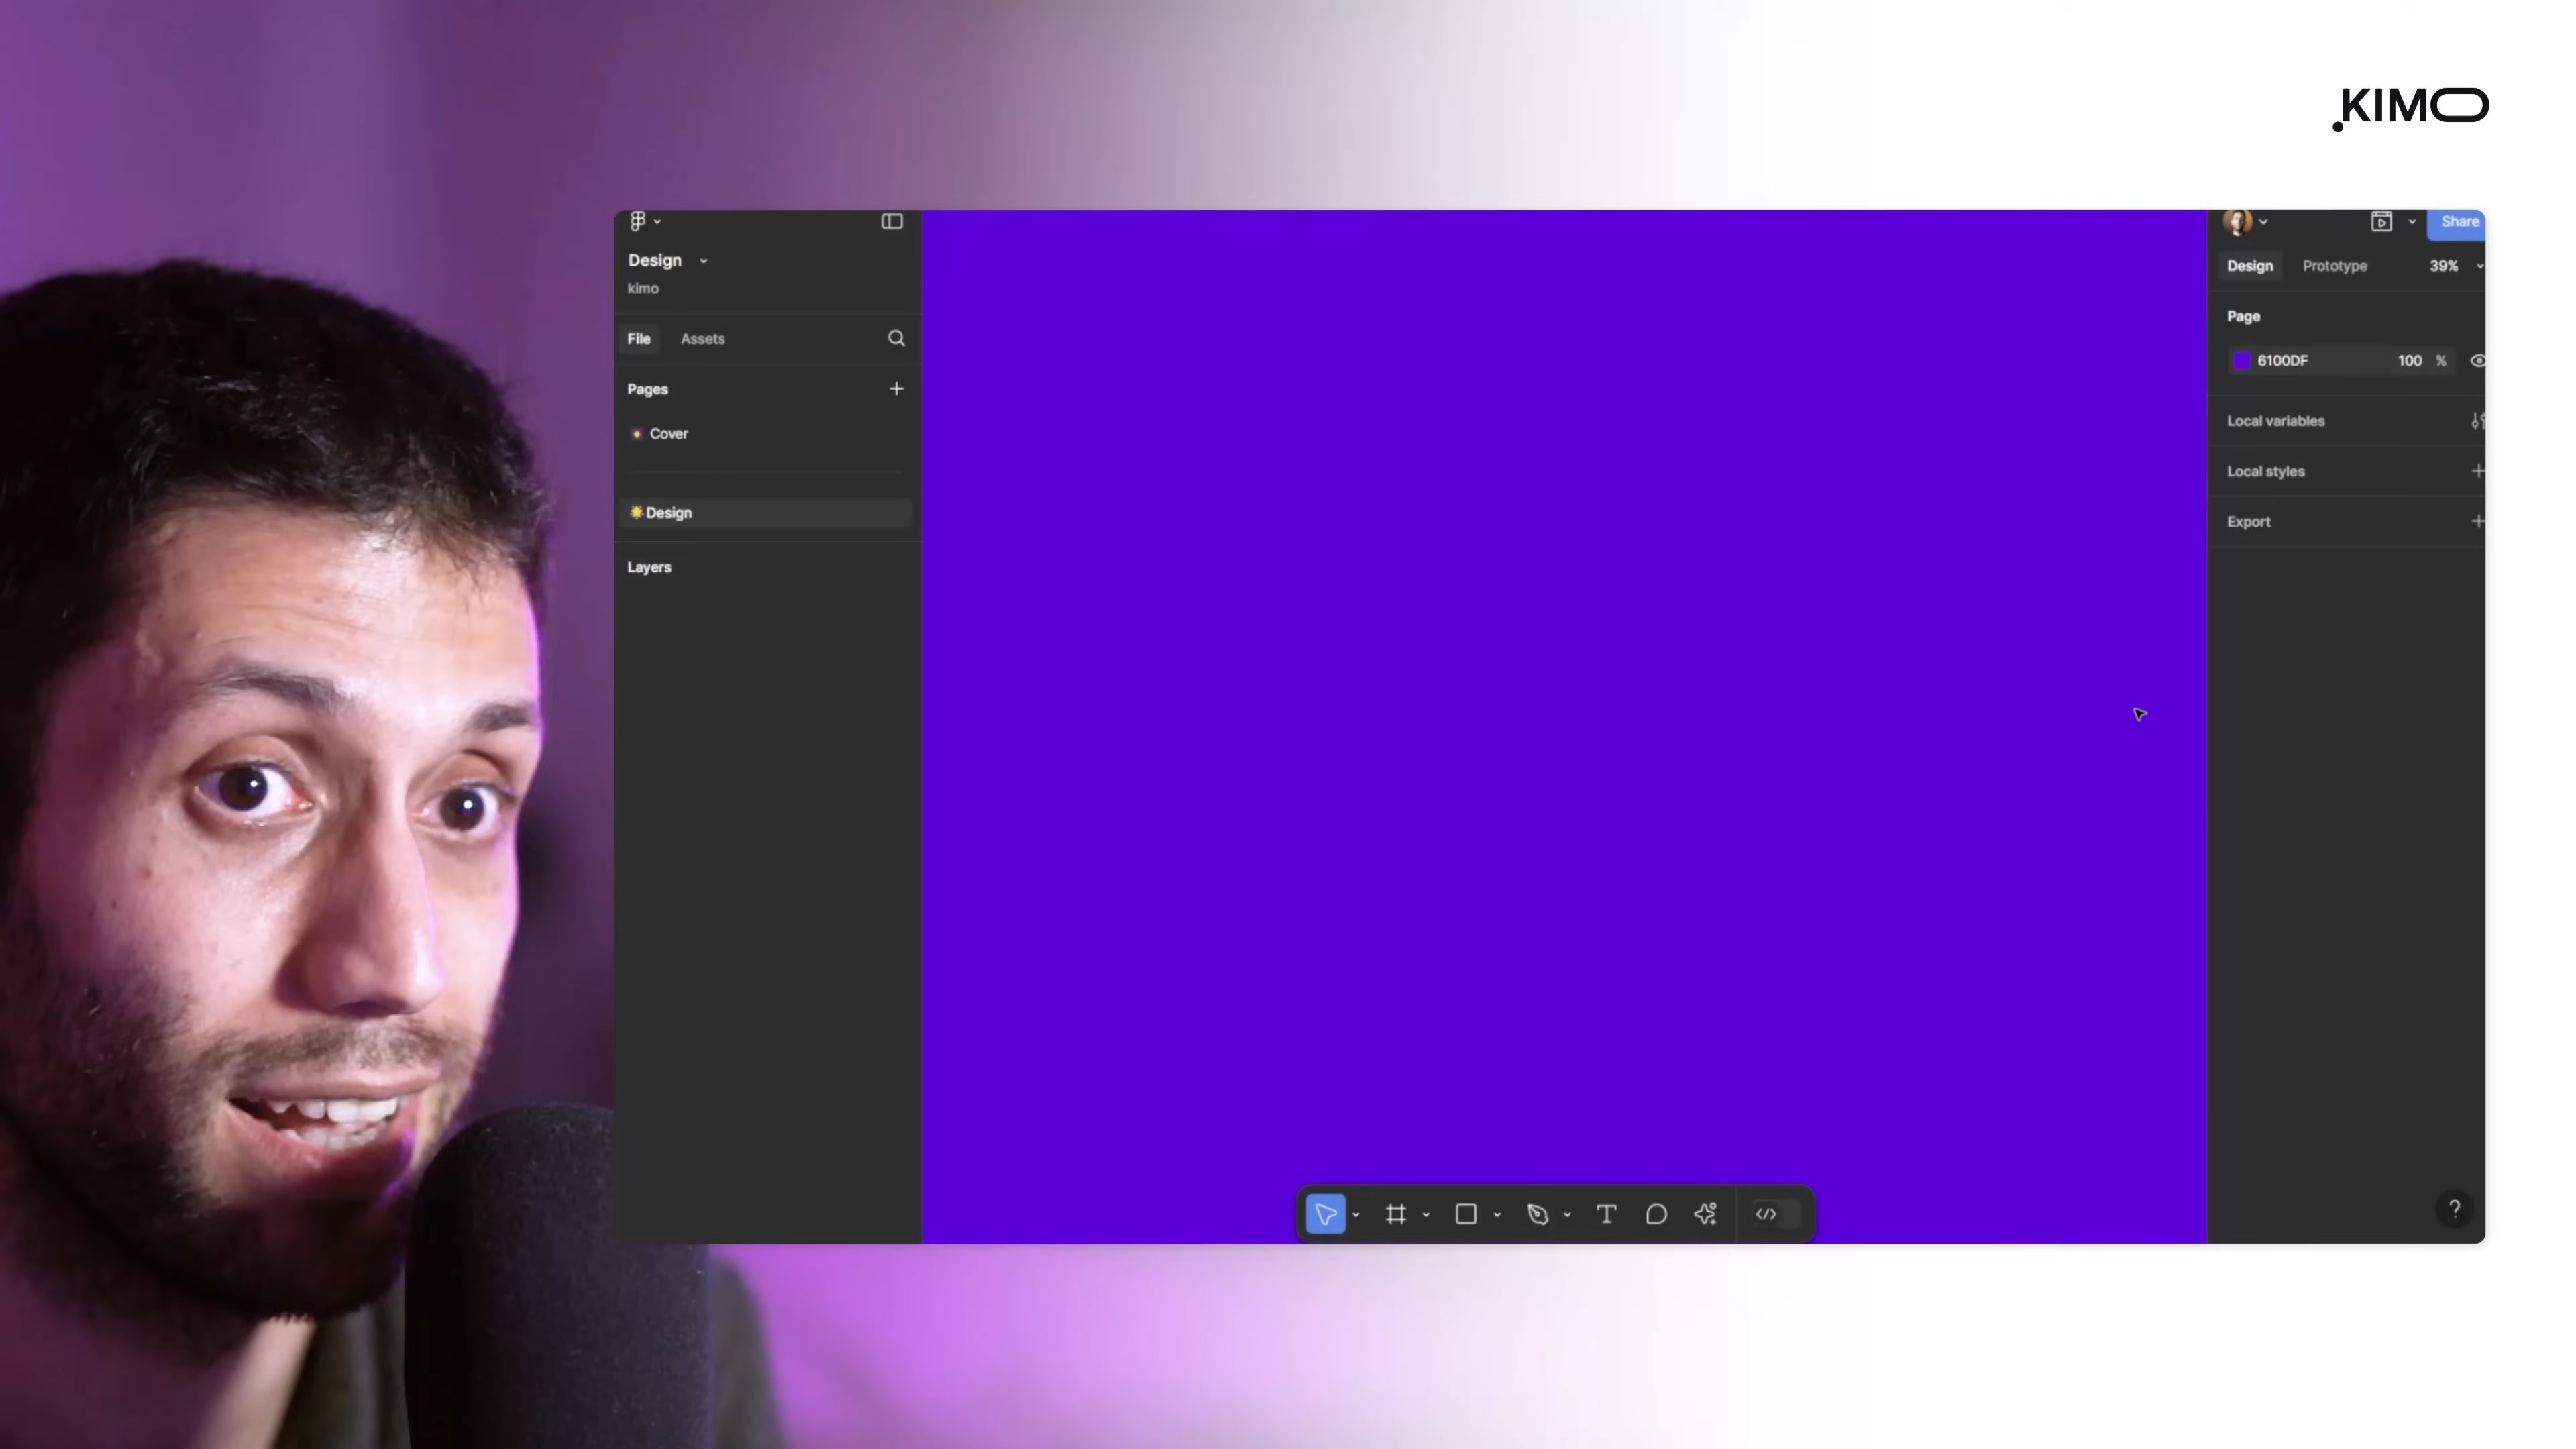 KIMO
Design
kimo
File Assets
Pages
Cover
Design
Layers
Share
Design Prototype 39%
Page
6100DF 100 %
Local variables
Local styles
Export
?